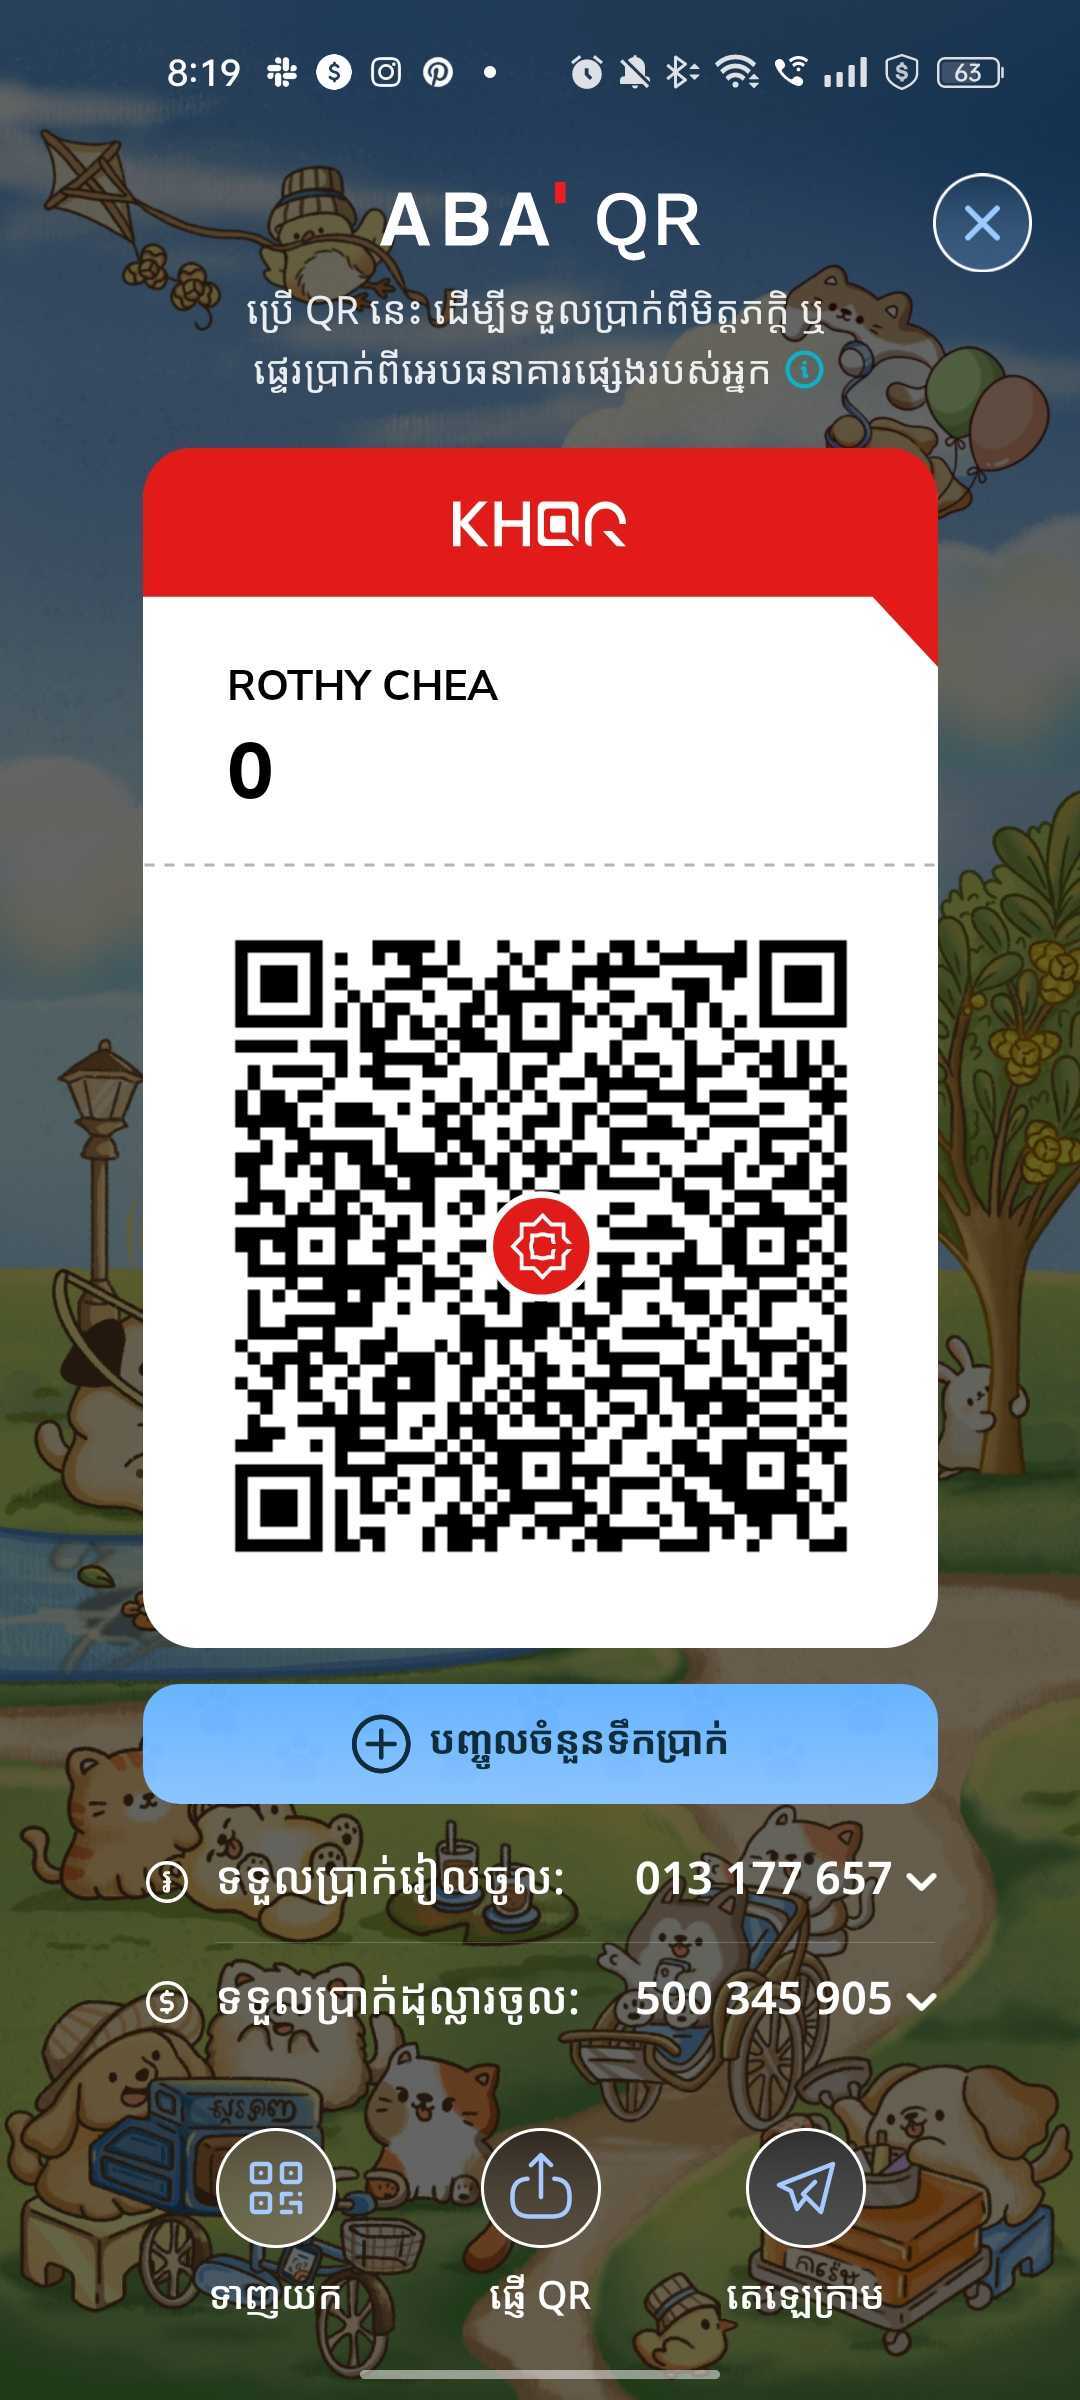 8:19
63
ABA' QR
ប្រើ QR នេះ ដើម្បីទទួលប្រាក់ពីមិត្តភក្តិ ឬ
ផ្ទេរប្រាក់ពីអេបធនាគារផ្សេងរបស់អ្នក
KHQR
ROTHY CHEA
0
បញ្ចូលចំនួនទឹកប្រាក់
ទទួលប្រាក់រៀលចូល: 013 177 657
ទទួលប្រាក់ដុល្លារចូល: 500 345 905
ទាញយក
ផ្ញើ QR
តេឡេក្រាម